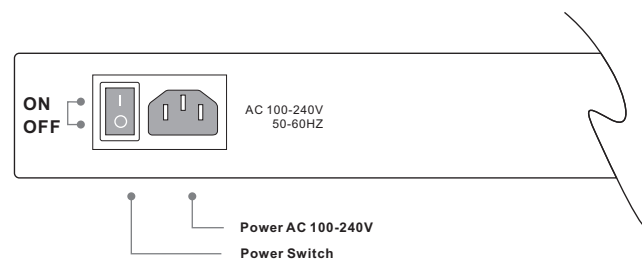 ON
OFF
AC 100-240V
50-60HZ
Power AC 100-240V
Power Switch